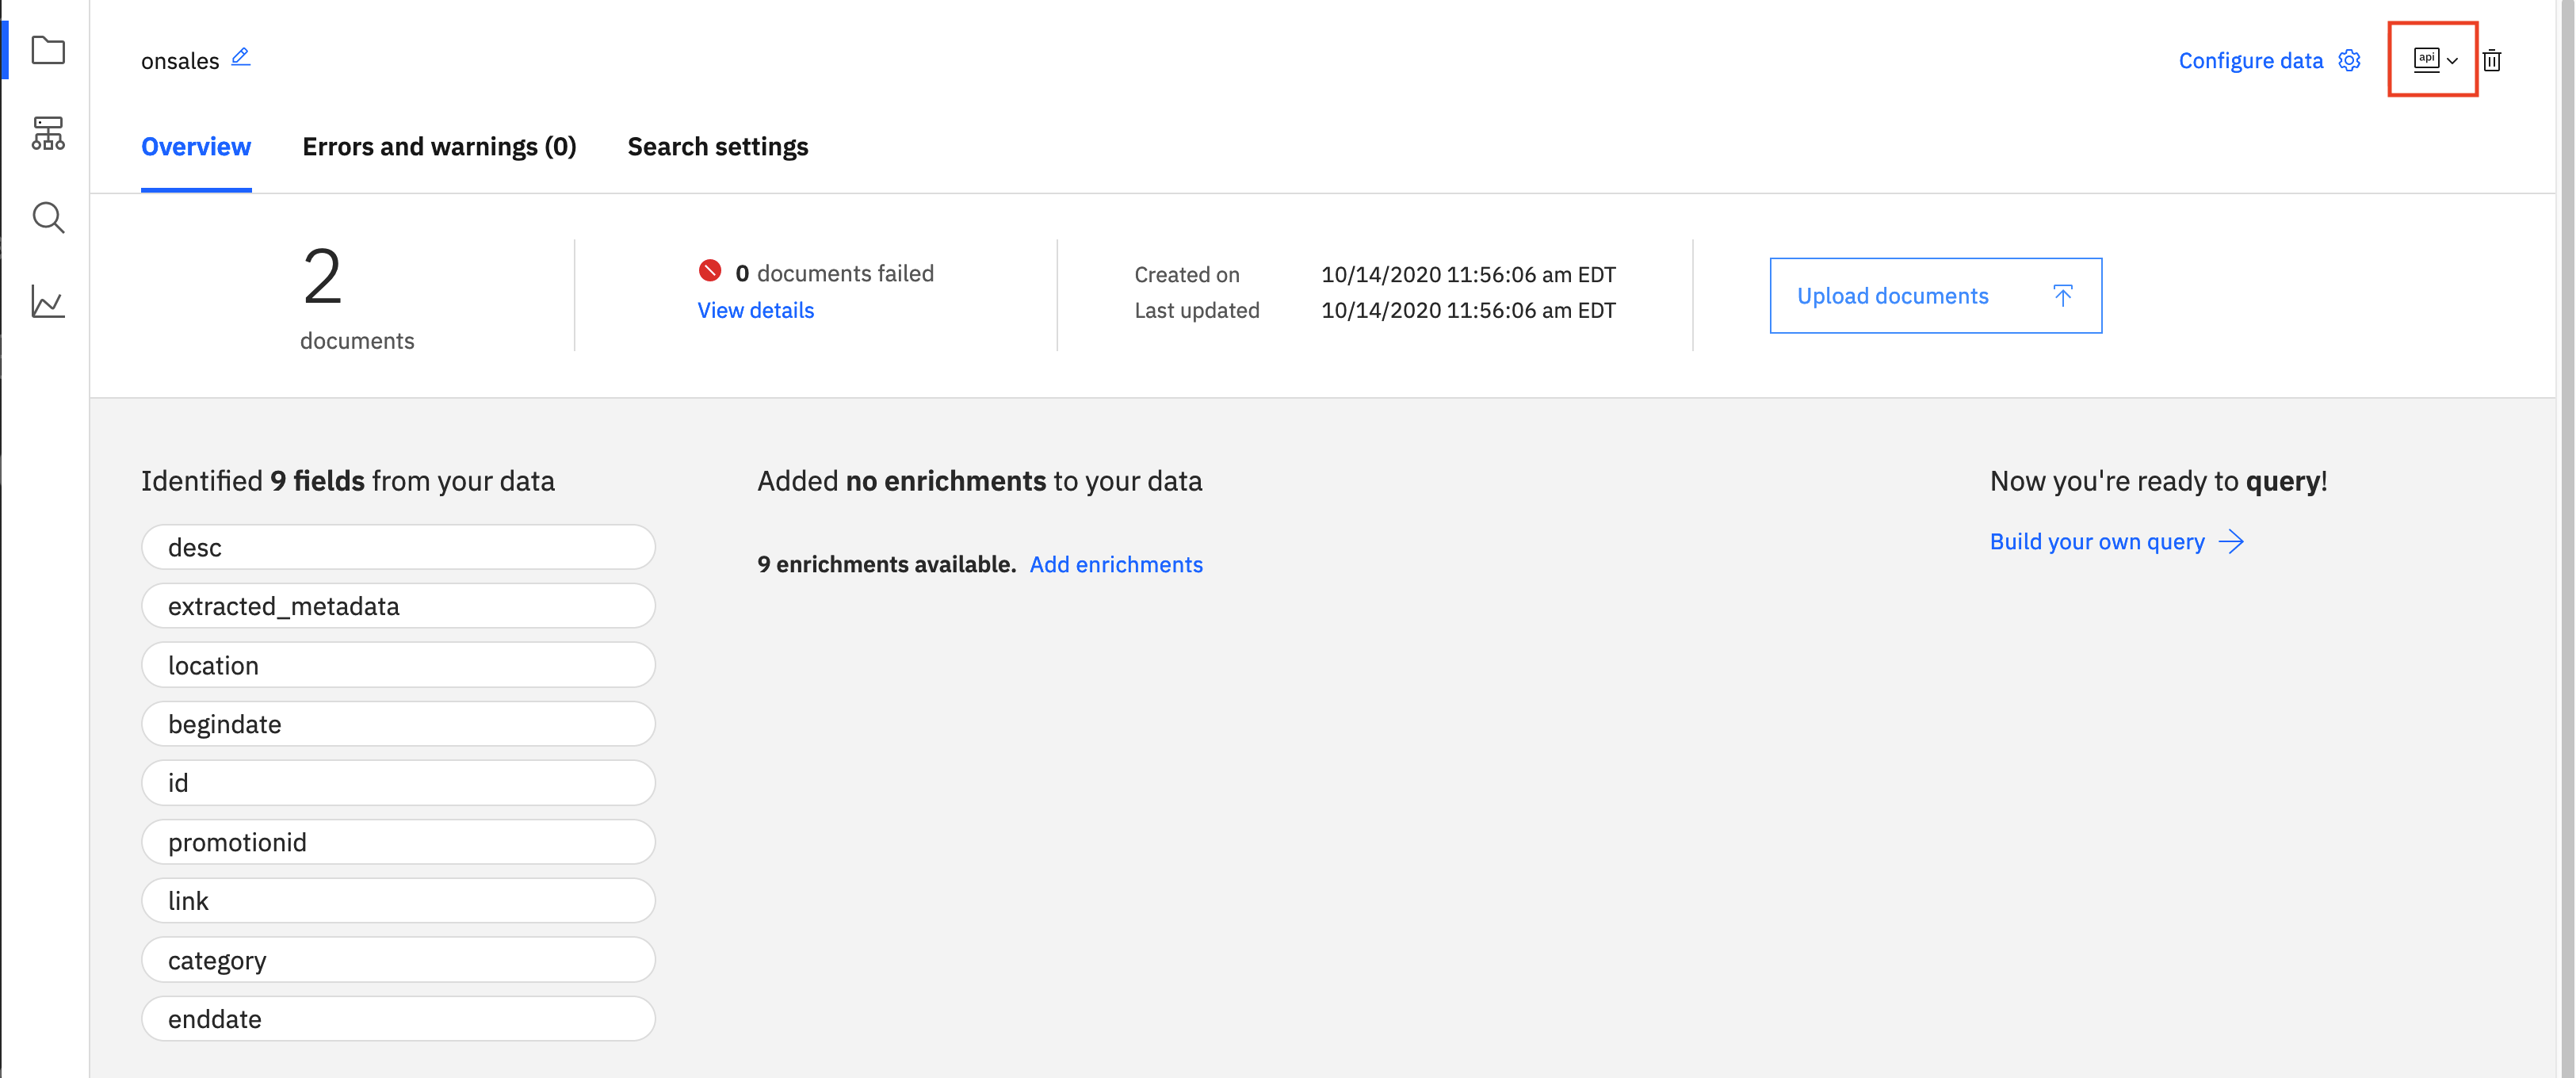 onsales
Configure data
api
Overview
Errors and warnings (0)
Search settings
2
documents
0 documents failed
View details
Created on 10/14/2020 11:56:06 am EDT
Last updated 10/14/2020 11:56:06 am EDT
Upload documents
Identified 9 fields from your data
desc
extracted_metadata
location
begindate
id
promotionid
link
category
enddate
Added no enrichments to your data
9 enrichments available. Add enrichments
Now you're ready to query!
Build your own query